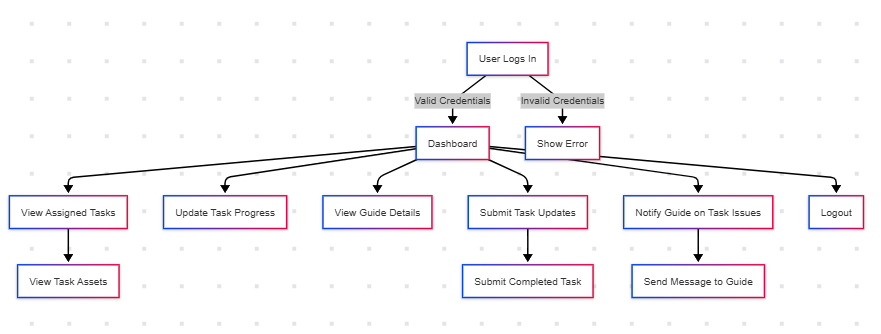 User Logs In
Valid Credentials
Invalid Credentials
Dashboard
Show Error
View Assigned Tasks
Update Task Progress
View Guide Details
Submit Task Updates
Notify Guide on Task Issues
Logout
View Task Assets
Submit Completed Task
Send Message to Guide